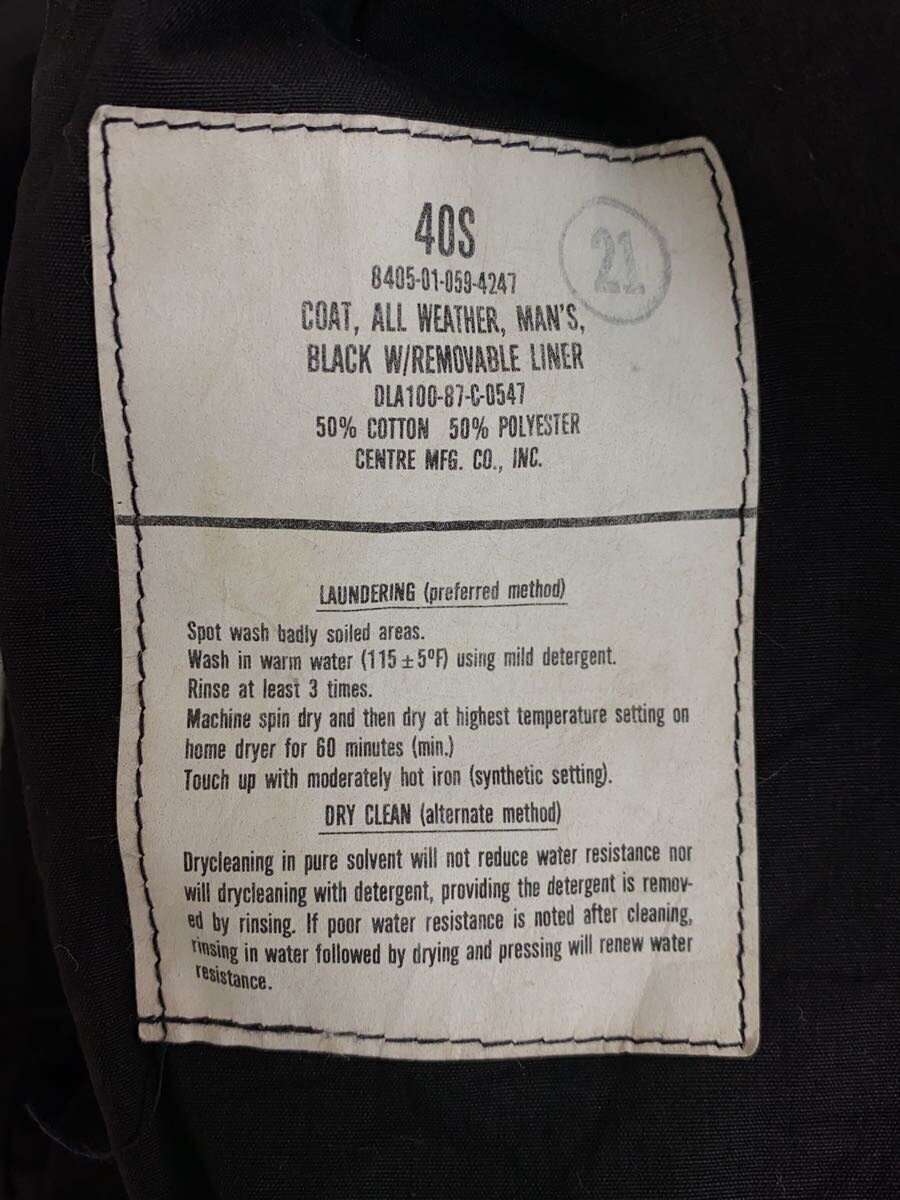 40S
21
8405-01-059-4247
COAT, ALL WEATHER, MAN'S,
BLACK W/REMOVABLE LINER
DLA100-87-C-0547
50% COTTON 50% POLYESTER
CENTRE MFG. CO., INC.
LAUNDERING (preferred method)
Spot wash badly soiled areas.
Wash in warm water (115 ± 5°F) using mild detergent.
Rinse at least 3 times.
Machine spin dry and then dry at highest temperature setting on
home dryer for 60 minutes (min.)
Touch up with moderately hot iron (synthetic setting).
DRY CLEAN (alternate method)
Drycleaning in pure solvent will not reduce water resistance nor
will drycleaning with detergent, providing the detergent is remov-
ed by rinsing. If poor water resistance is noted after cleaning,
rinsing in water followed by drying and pressing will renew water
resistance.